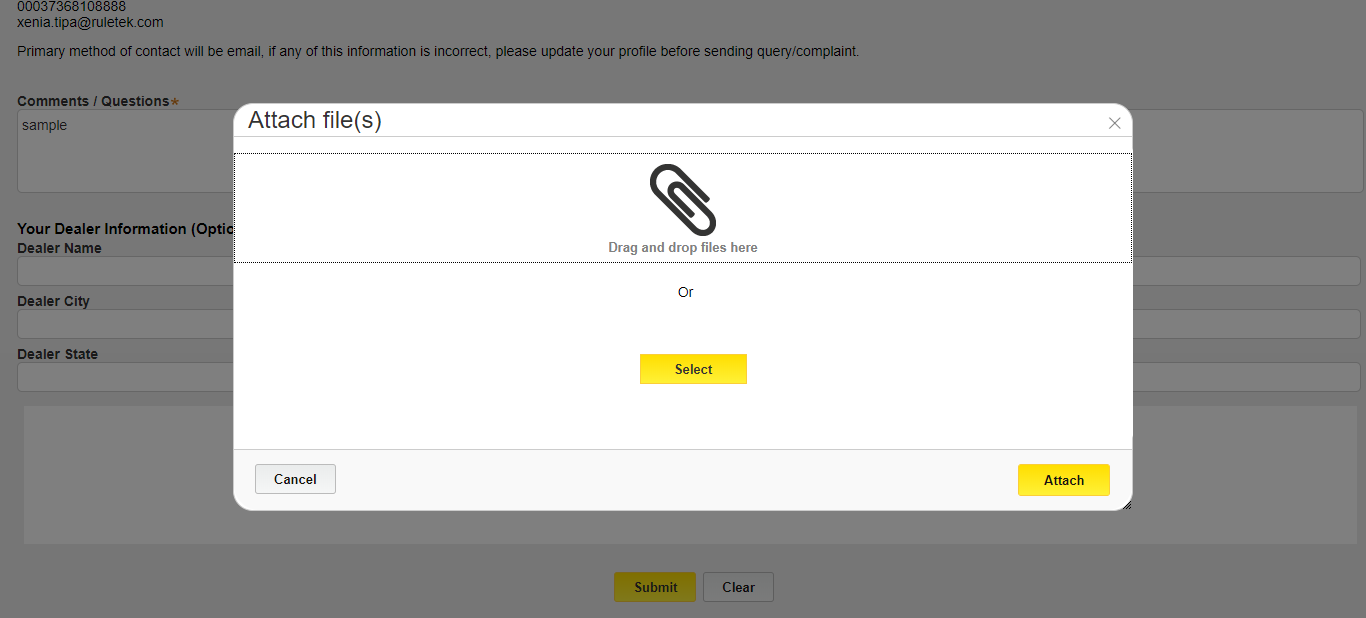 00037368108888
xenia.tipa@ruletek.com
Primary method of contact will be email, if any of this information is incorrect, please update your profile before sending query/complaint.
Comments / Questions*
sample
Attach file(s)
Drag and drop files here
Or
Select
Cancel
Attach
Your Dealer Information (Optio
Dealer Name
Dealer City
Dealer State
Submit
Clear